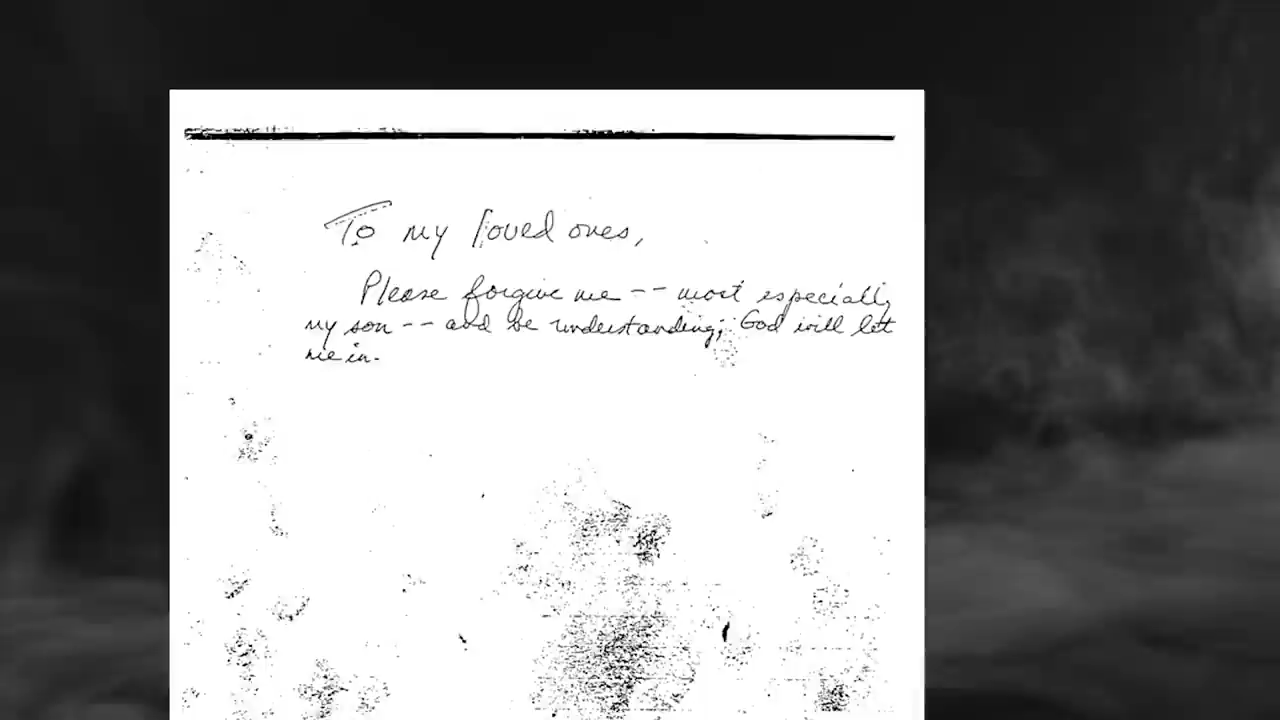 To my loved ones,
Please forgive me -- most especially
my son -- and be understanding; God will let
me in.